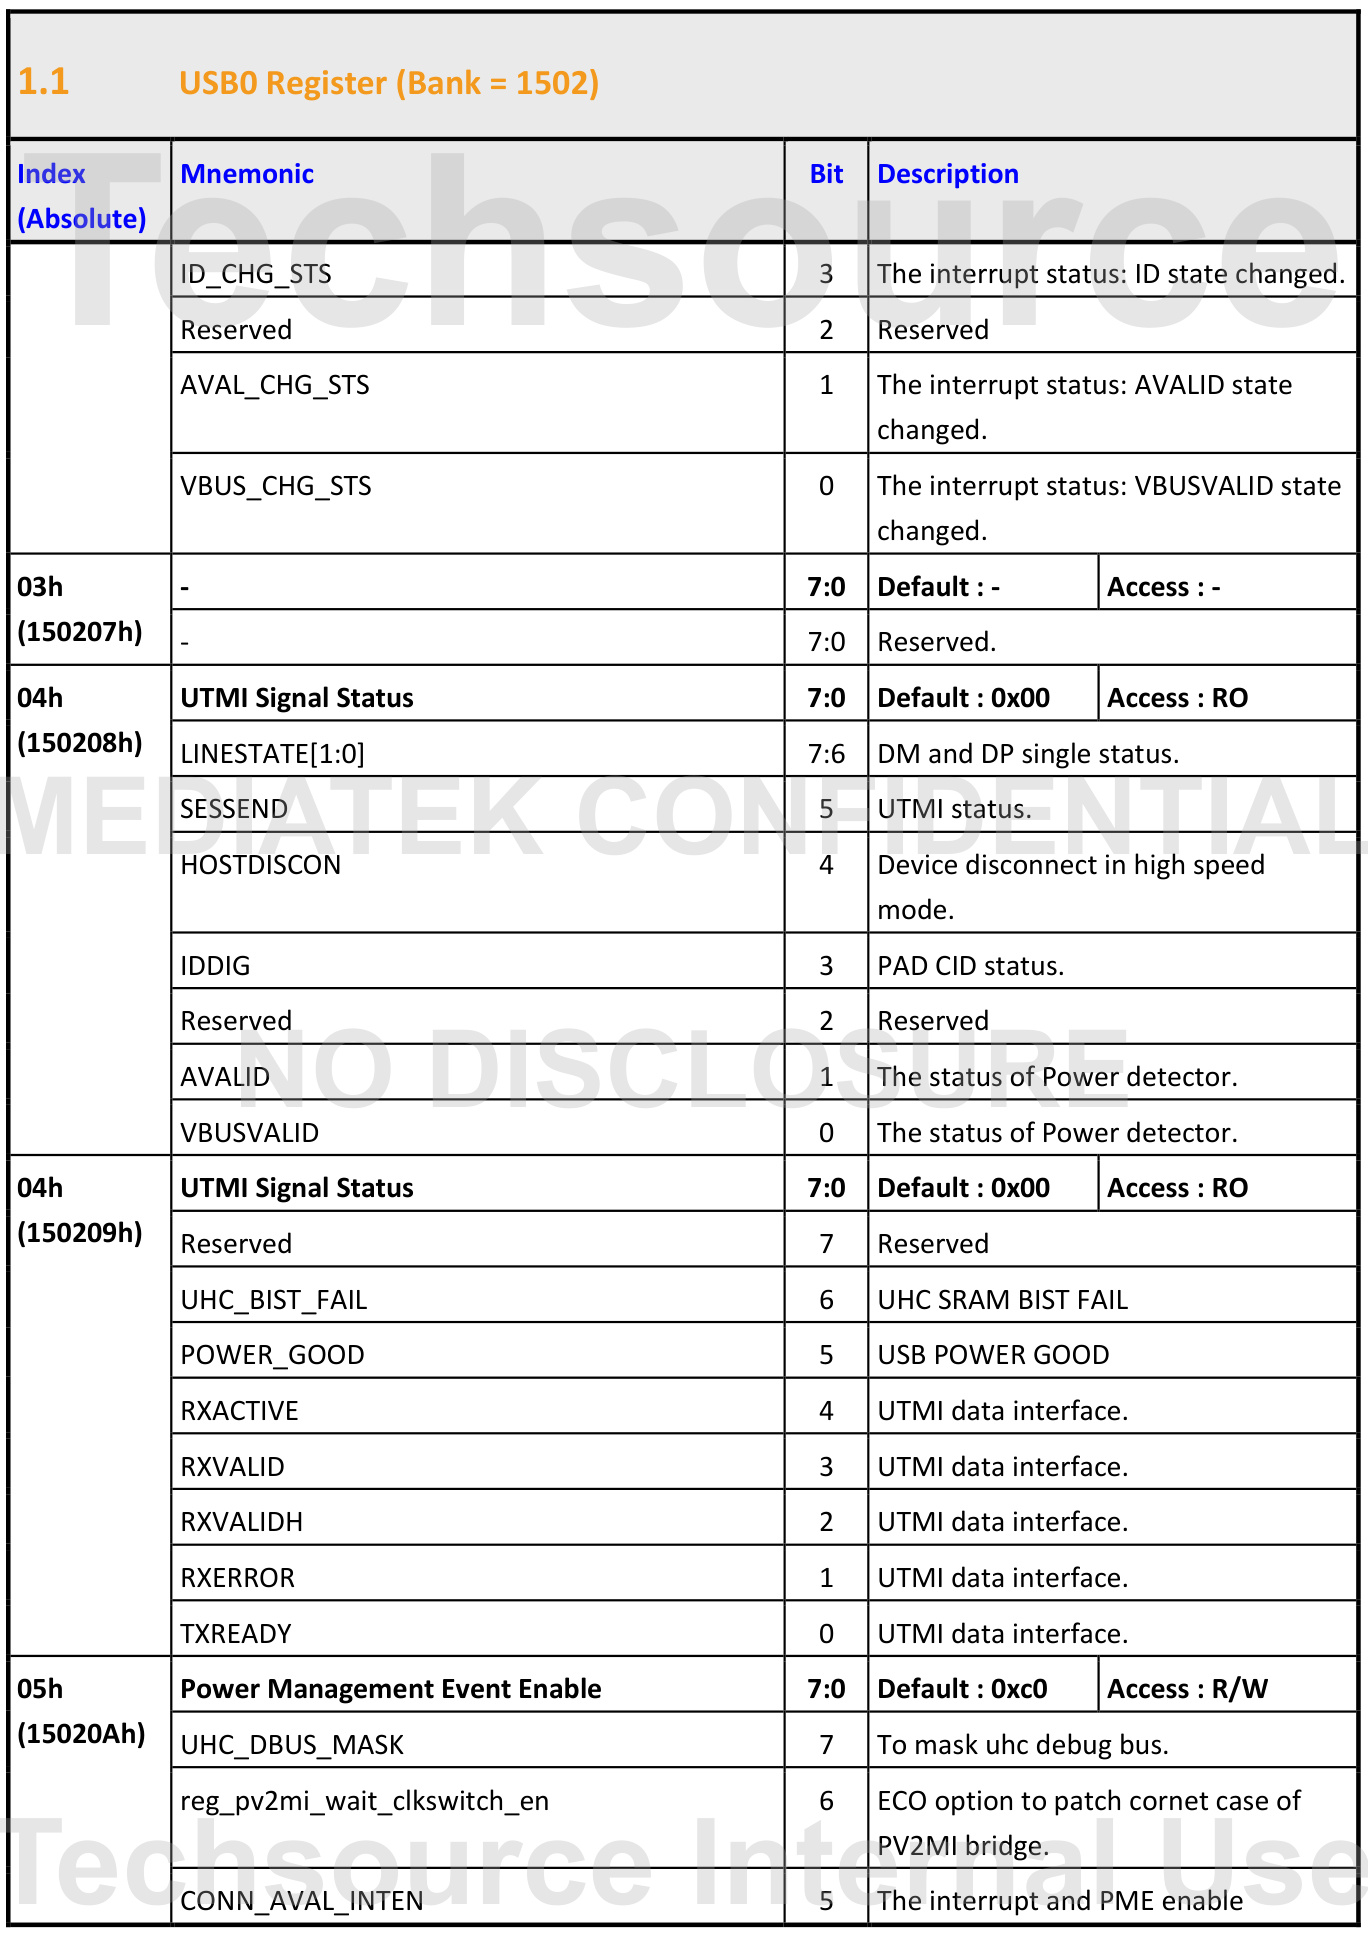 1.1 USB0 Register (Bank = 1502)
Index Mnemonic Bit Description
(Absolute)
Techsource
ID_CHG_STS 3 The interrupt status: ID state changed.
Reserved 2 Reserved
AVAL_CHG_STS 1 The interrupt status: AVALID state
changed.
VBUS_CHG_STS 0 The interrupt status: VBUSVALID state
changed.
03h - 7:0 Default : - Access : -
(150207h) - 7:0 Reserved.
04h UTMI Signal Status 7:0 Default : 0x00 Access : RO
(150208h) LINESTATE[1:0] 7:6 DM and DP single status.
MEDIATEK CONFIDENTIAL
SESSEND 5 UTMI status.
HOSTDISCON 4 Device disconnect in high speed
mode.
IDDIG 3 PAD CID status.
Reserved 2 Reserved
NO DISCLOSURE
AVALID 1 The status of Power detector.
VBUSVALID 0 The status of Power detector.
04h UTMI Signal Status 7:0 Default : 0x00 Access : RO
(150209h) Reserved 7 Reserved
UHC_BIST_FAIL 6 UHC SRAM BIST FAIL
POWER_GOOD 5 USB POWER GOOD
RXACTIVE 4 UTMI data interface.
RXVALID 3 UTMI data interface.
RXVALIDH 2 UTMI data interface.
RXERROR 1 UTMI data interface.
TXREADY 0 UTMI data interface.
05h Power Management Event Enable 7:0 Default : 0xc0 Access : R/W
(15020Ah) UHC_DBUS_MASK 7 To mask uhc debug bus.
reg_pv2mi_wait_clkswitch_en 6 ECO option to patch cornet case of
PV2MI bridge.
Techsource Internal Use
CONN_AVAL_INTEN 5 The interrupt and PME enable